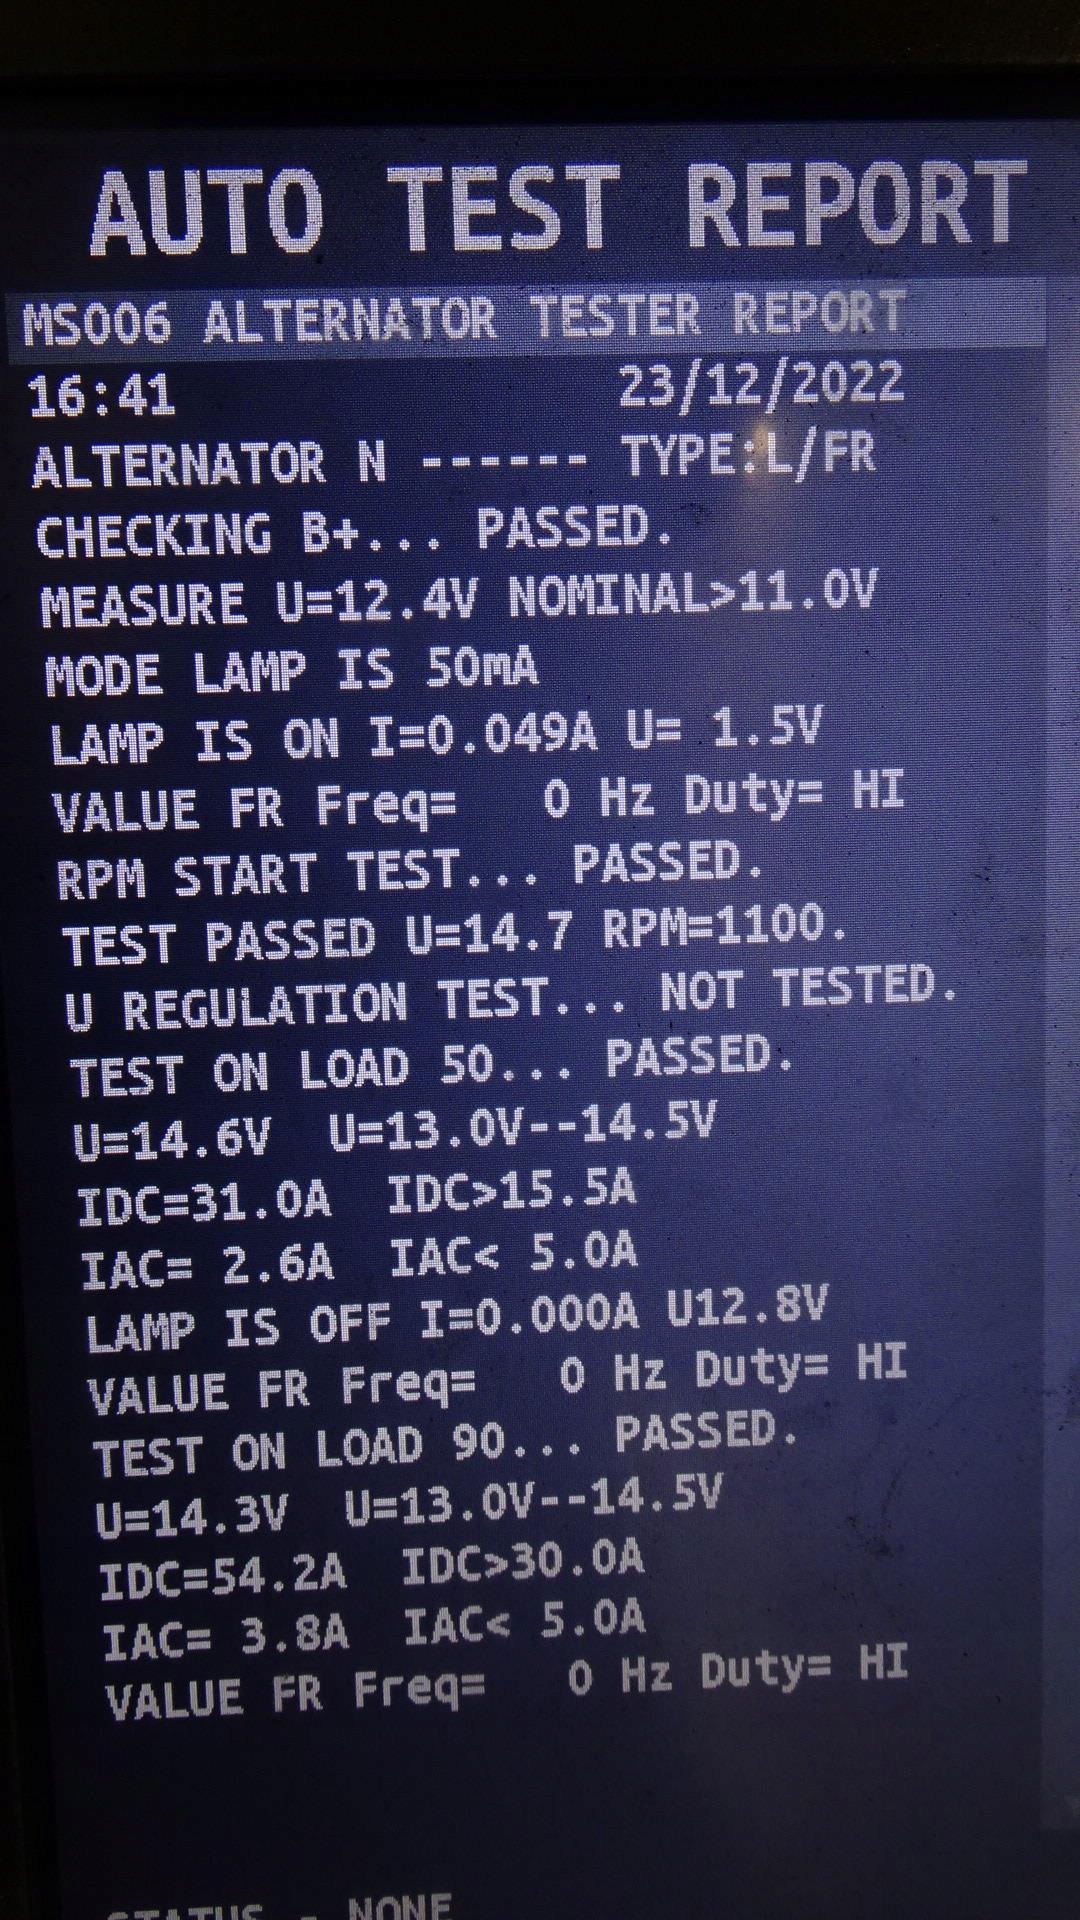 AUTO TEST REPORT
MS006 ALTERNATOR TESTER REPORT
16:41 23/12/2022
ALTERNATOR N ------ TYPE:L/FR
CHECKING B+... PASSED.
MEASURE U=12.4V NOMINAL>11.0V
MODE LAMP IS 50mA
LAMP IS ON I=0.049A U= 1.5V
VALUE FR Freq= 0 Hz Duty= HI
RPM START TEST... PASSED.
TEST PASSED U=14.7 RPM=1100.
U REGULATION TEST... NOT TESTED.
TEST ON LOAD 50... PASSED.
U=14.6V U=13.0V--14.5V
IDC=31.0A IDC>15.5A
IAC= 2.6A IAC< 5.0A
LAMP IS OFF I=0.000A U12.8V
VALUE FR Freq= 0 Hz Duty= HI
TEST ON LOAD 90... PASSED.
U=14.3V U=13.0V--14.5V
IDC=54.2A IDC>30.0A
IAC= 3.8A IAC< 5.0A
VALUE FR Freq= 0 Hz Duty= HI
STATUS - NONE